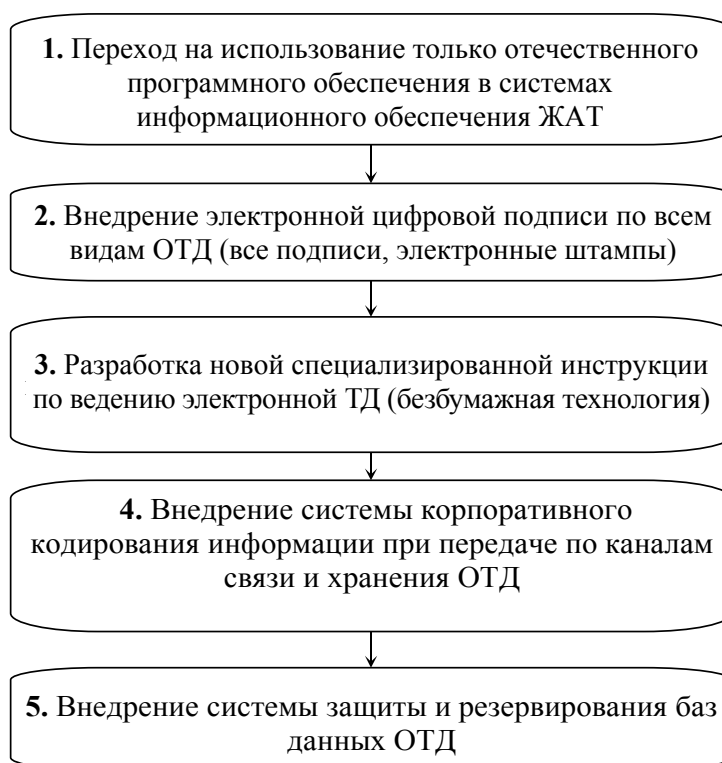 1. Переход на использование только отечественного
программного обеспечения в системах
информационного обеспечения ЖАТ
2. Внедрение электронной цифровой подписи по всем
видам ОТД (все подписи, электронные штампы)
3. Разработка новой специализированной инструкции
по ведению электронной ТД (безбумажная технология)
4. Внедрение системы корпоративного
кодирования информации при передаче по каналам
связи и хранения ОТД
5. Внедрение системы защиты и резервирования баз
данных ОТД